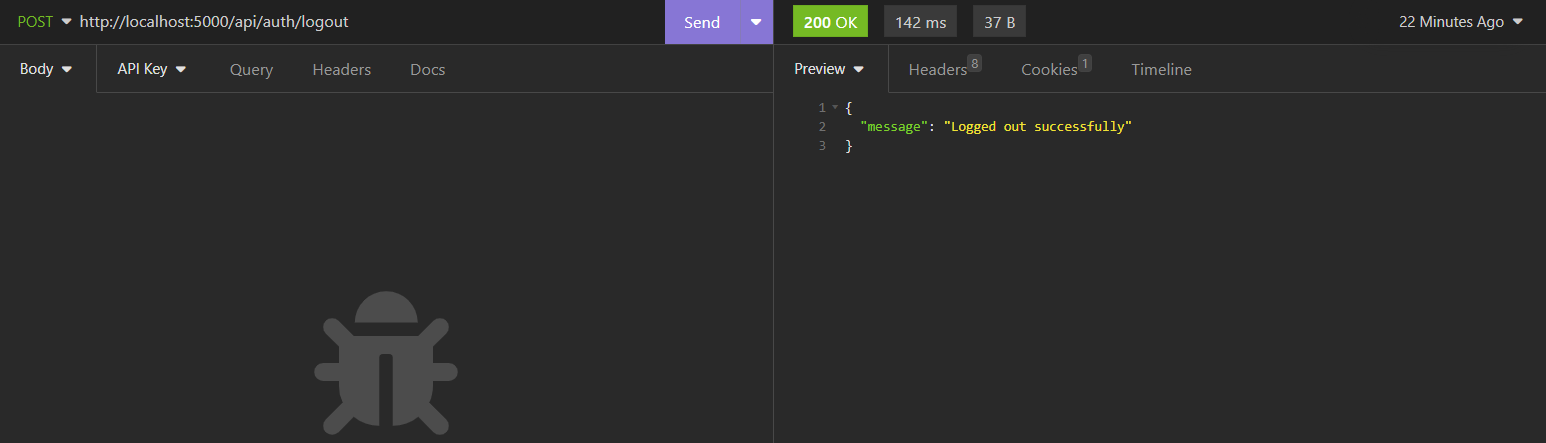 POST http://localhost:5000/api/auth/logout Send 200 OK 142 ms 37 B 22 Minutes Ago
Body API Key Query Headers Docs Preview Headers 8 Cookies 1 Timeline
1 {
2 "message": "Logged out successfully"
3 }